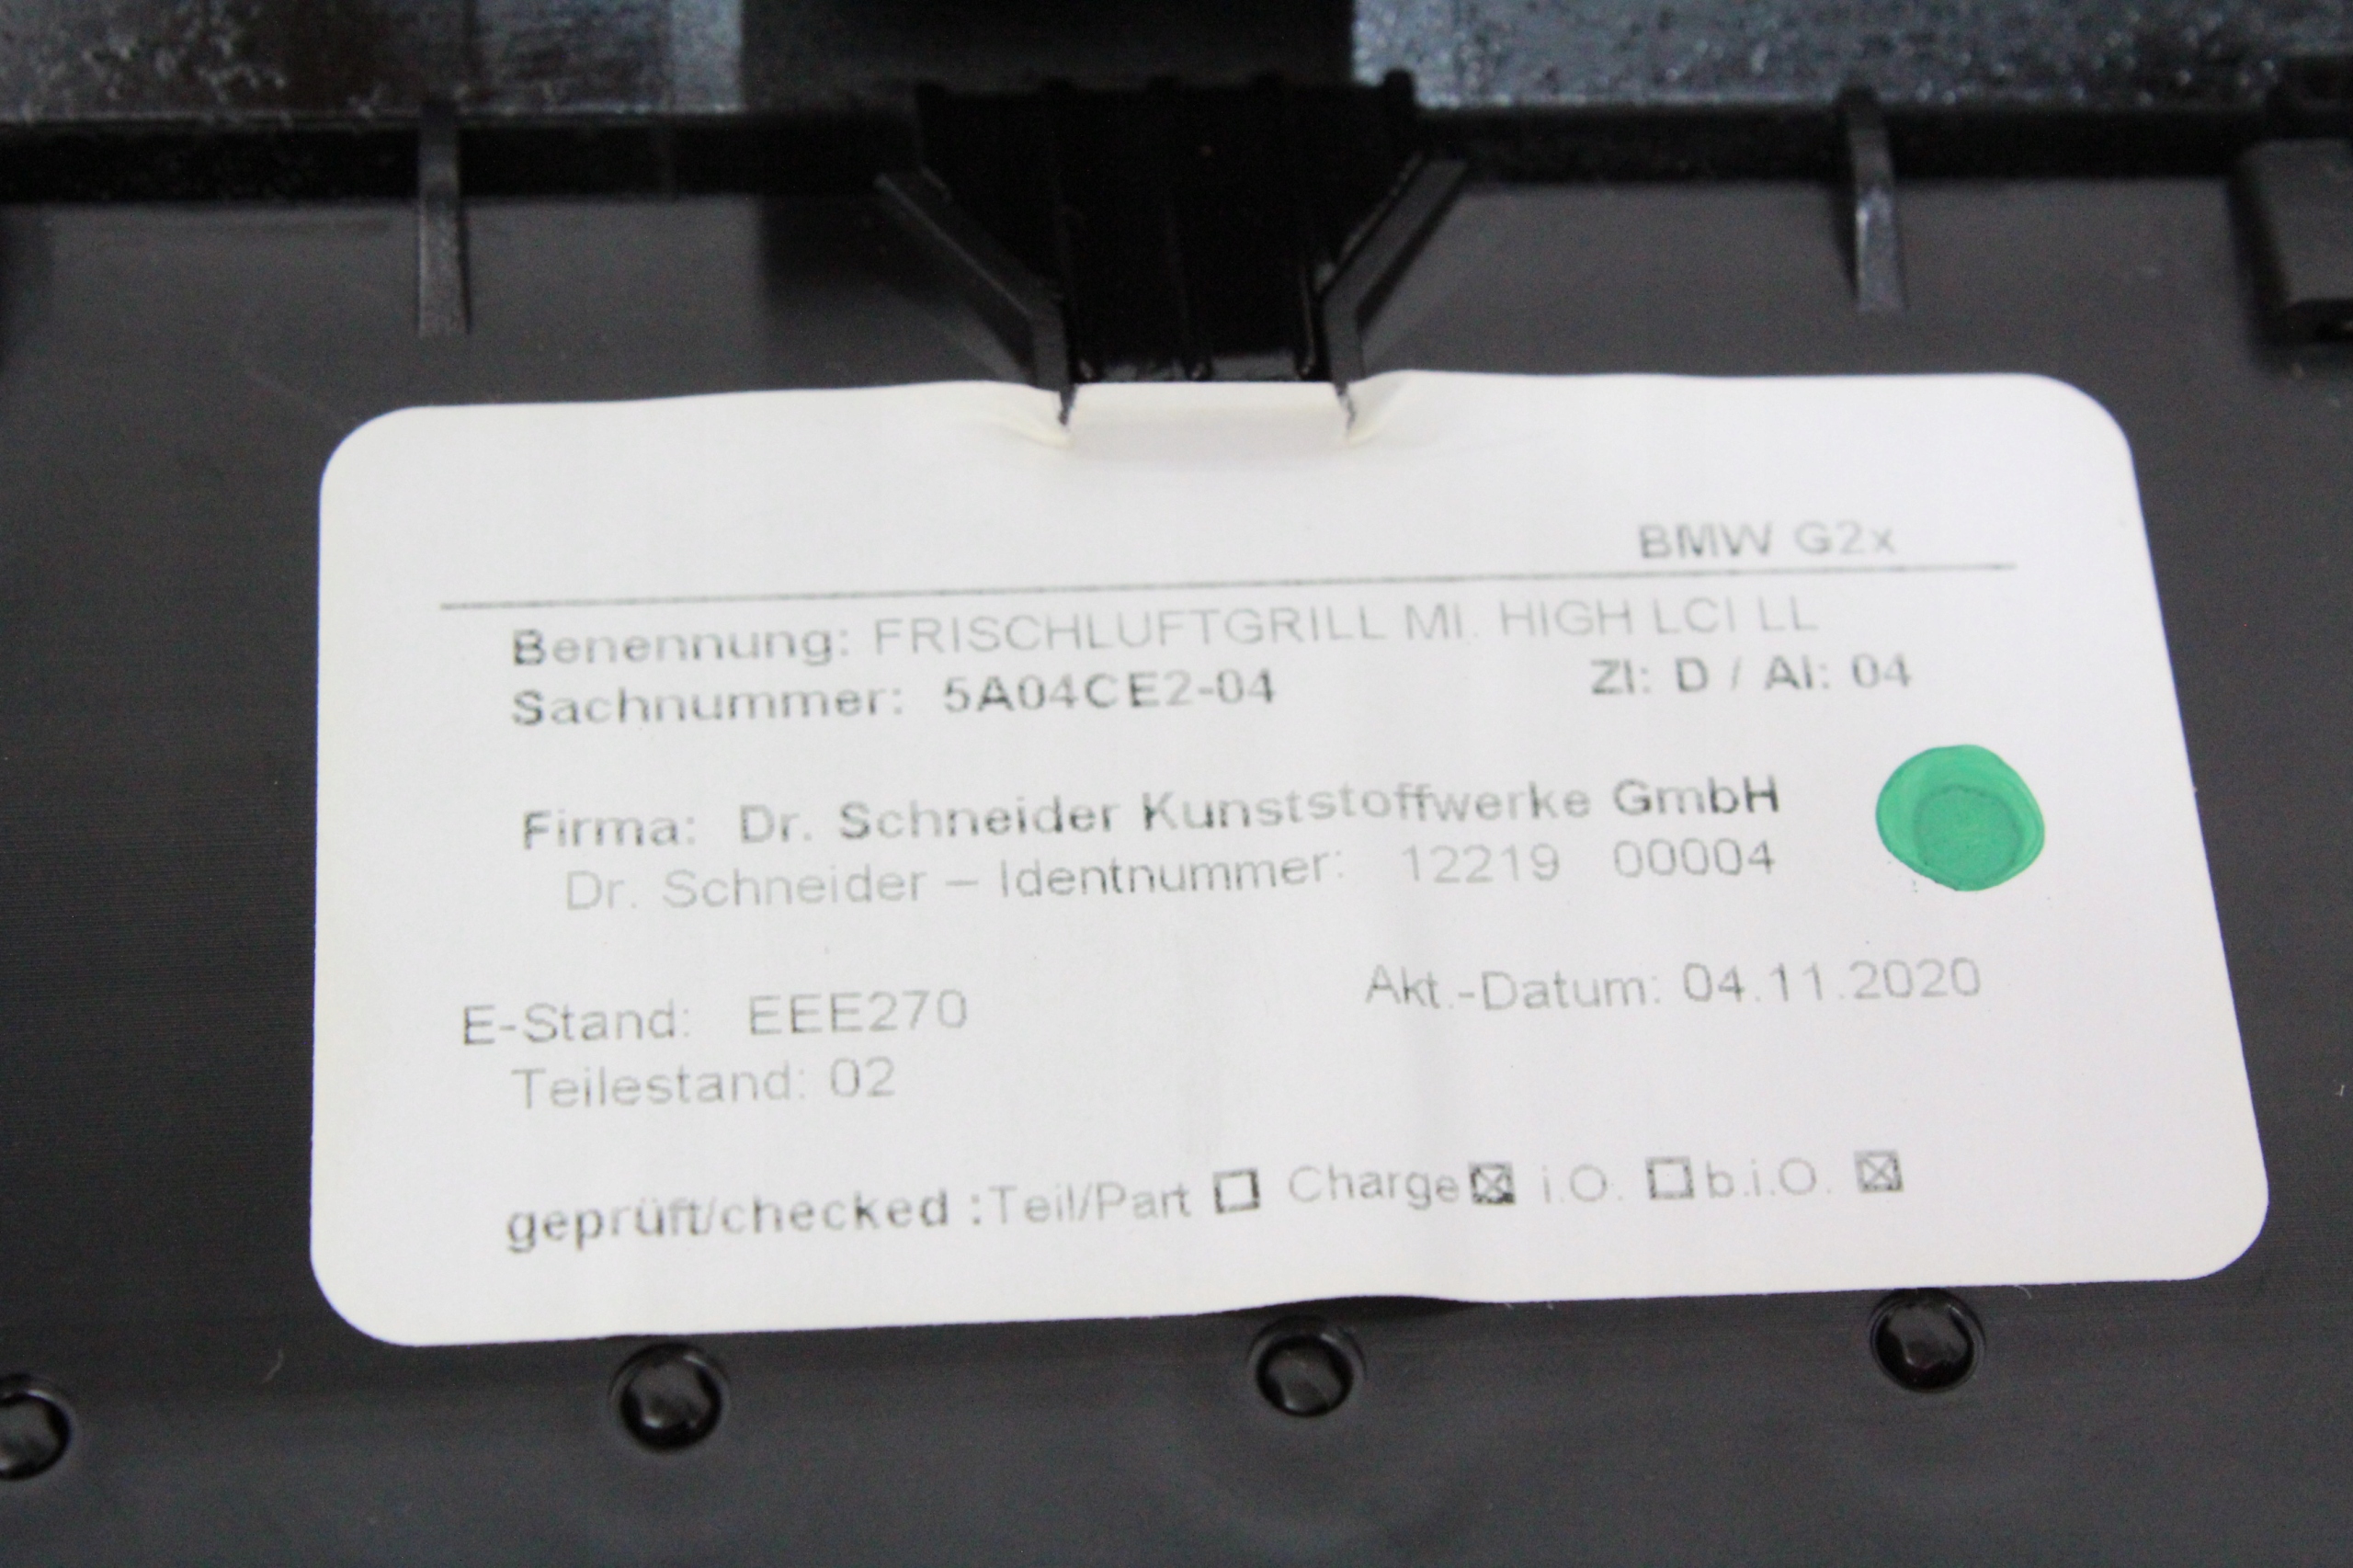 BMW G2x
Benennung: FRISCHLUFTGRILL MI. HIGH LCI LL
Sachnummer: 5A04CE2-04 ZI: D / AI: 04
Firma: Dr. Schneider Kunststoffwerke GmbH
Dr. Schneider – Identnummer: 12219 00004
E-Stand: EEE270 Akt.-Datum: 04.11.2020
Teilestand: 02
geprüft/checked :Teil/Part ☐ Charge ☒ i.O. ☐ b.i.O. ☒